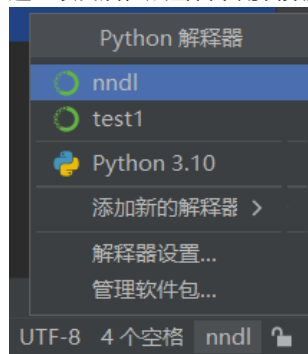 Python 解释器
nndl
test1
Python 3.10
添加新的解释器 >
解释器设置...
管理软件包...
UTF-8 4 个空格 nndl